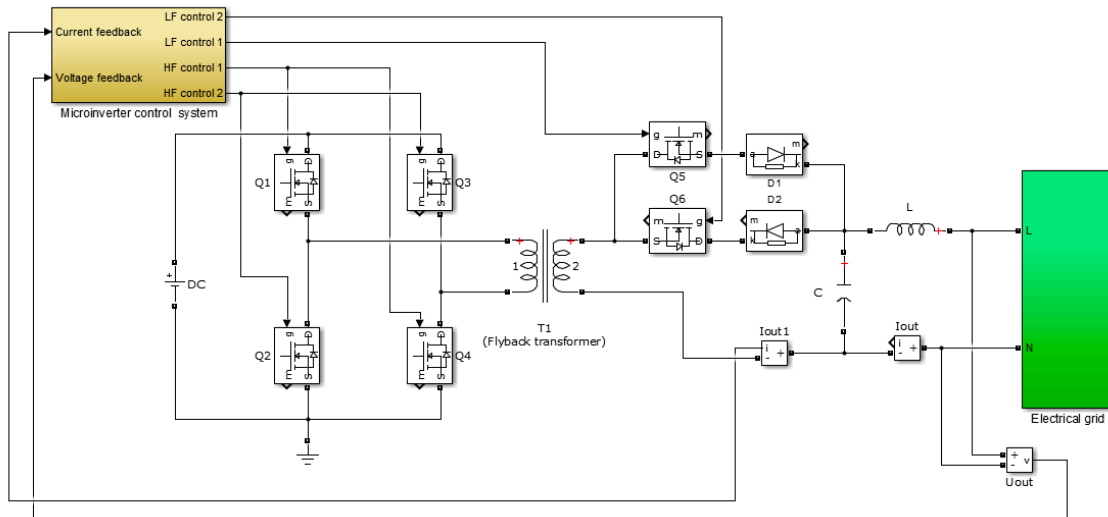 LF control 2
Current feedback
LF control 1
HF control 1
Voltage feedback
HF control 2
Microinverter control system
Q1
g
D
m
S
Q3
g
D
m
S
g
m
D
S
Q5
m
a
k
D1
Q6
m
g
S
D
D2
m
k
a
L
+
L
+
1
+
2
+
DC
+
C
T1
(Flyback transformer)
Q2
g
D
m
S
Q4
g
D
m
S
Iout1
i
-
+
Iout
i
-
+
N
Electrical grid
+
-
v
Uout